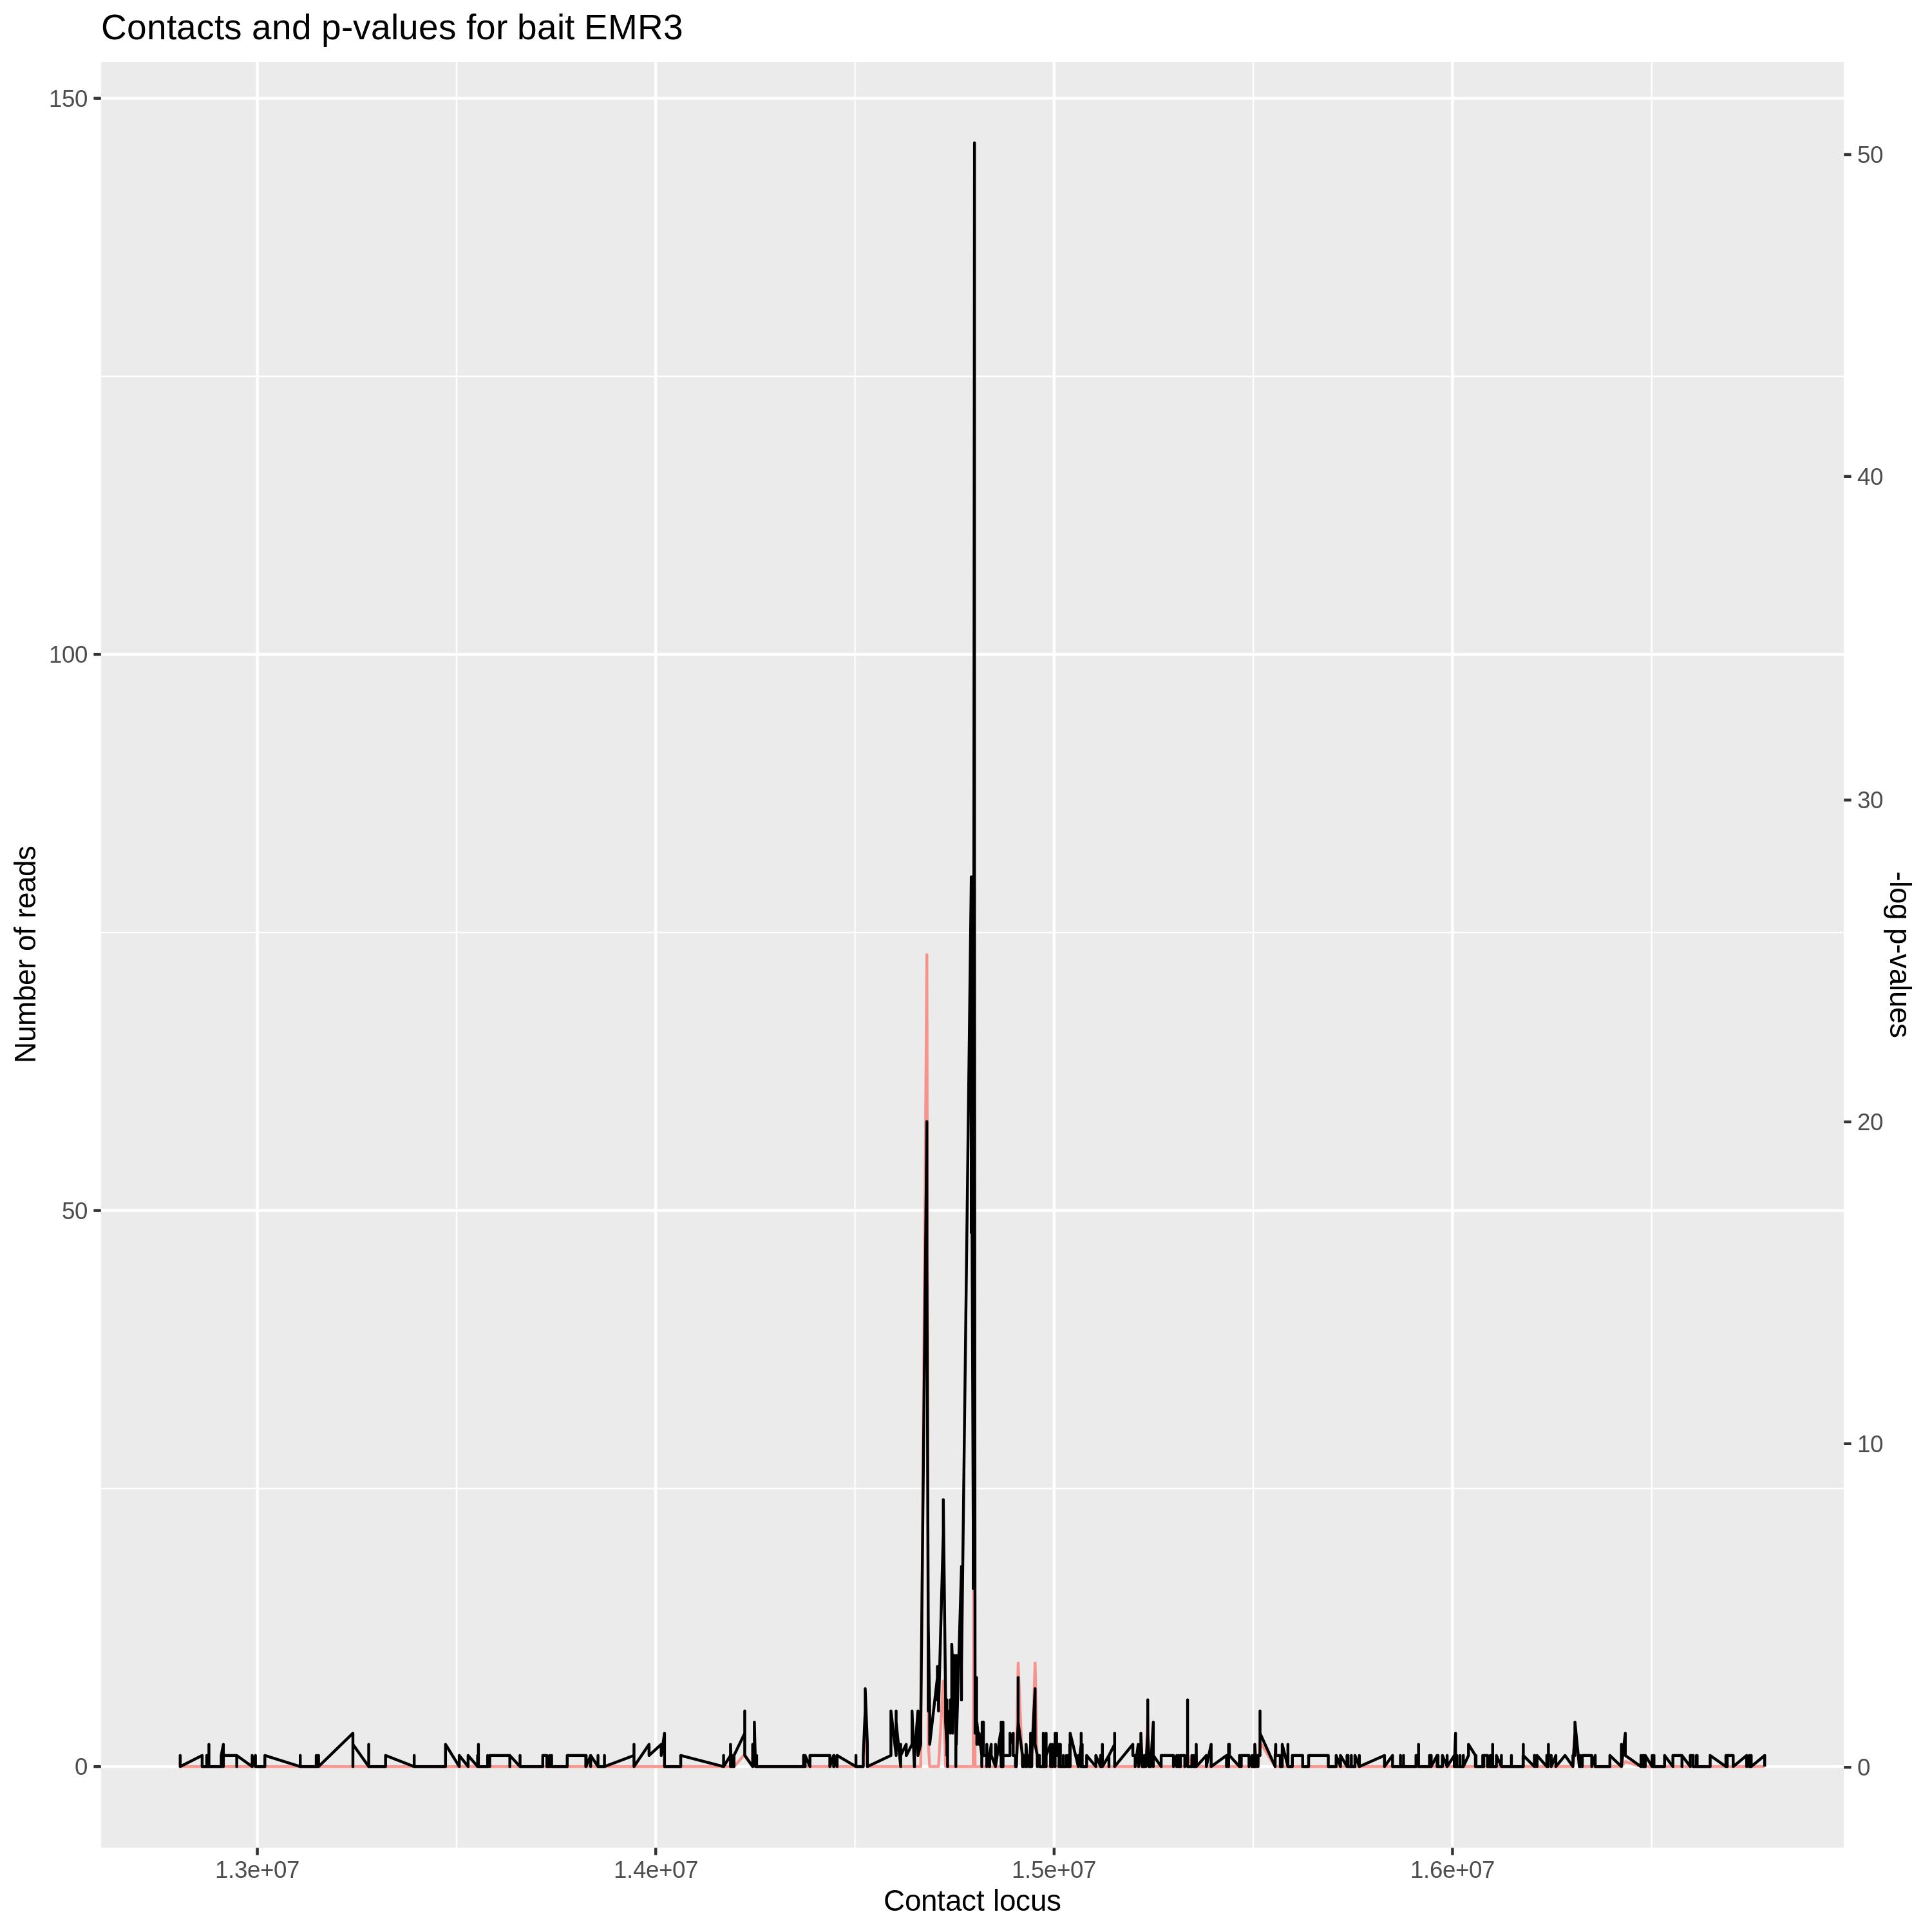 Contacts and p-values for bait EMR3
150
100
50
0
Number of reads
50
40
30
20
10
0
-log p-values
1.3e+07
1.4e+07
1.5e+07
1.6e+07
Contact locus